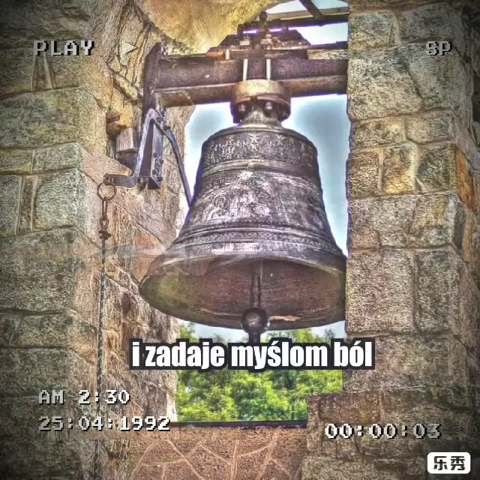 PLAY
SP
i zadaje myślom ból
AM 2:30
25:04:1992
00:00:03
乐秀